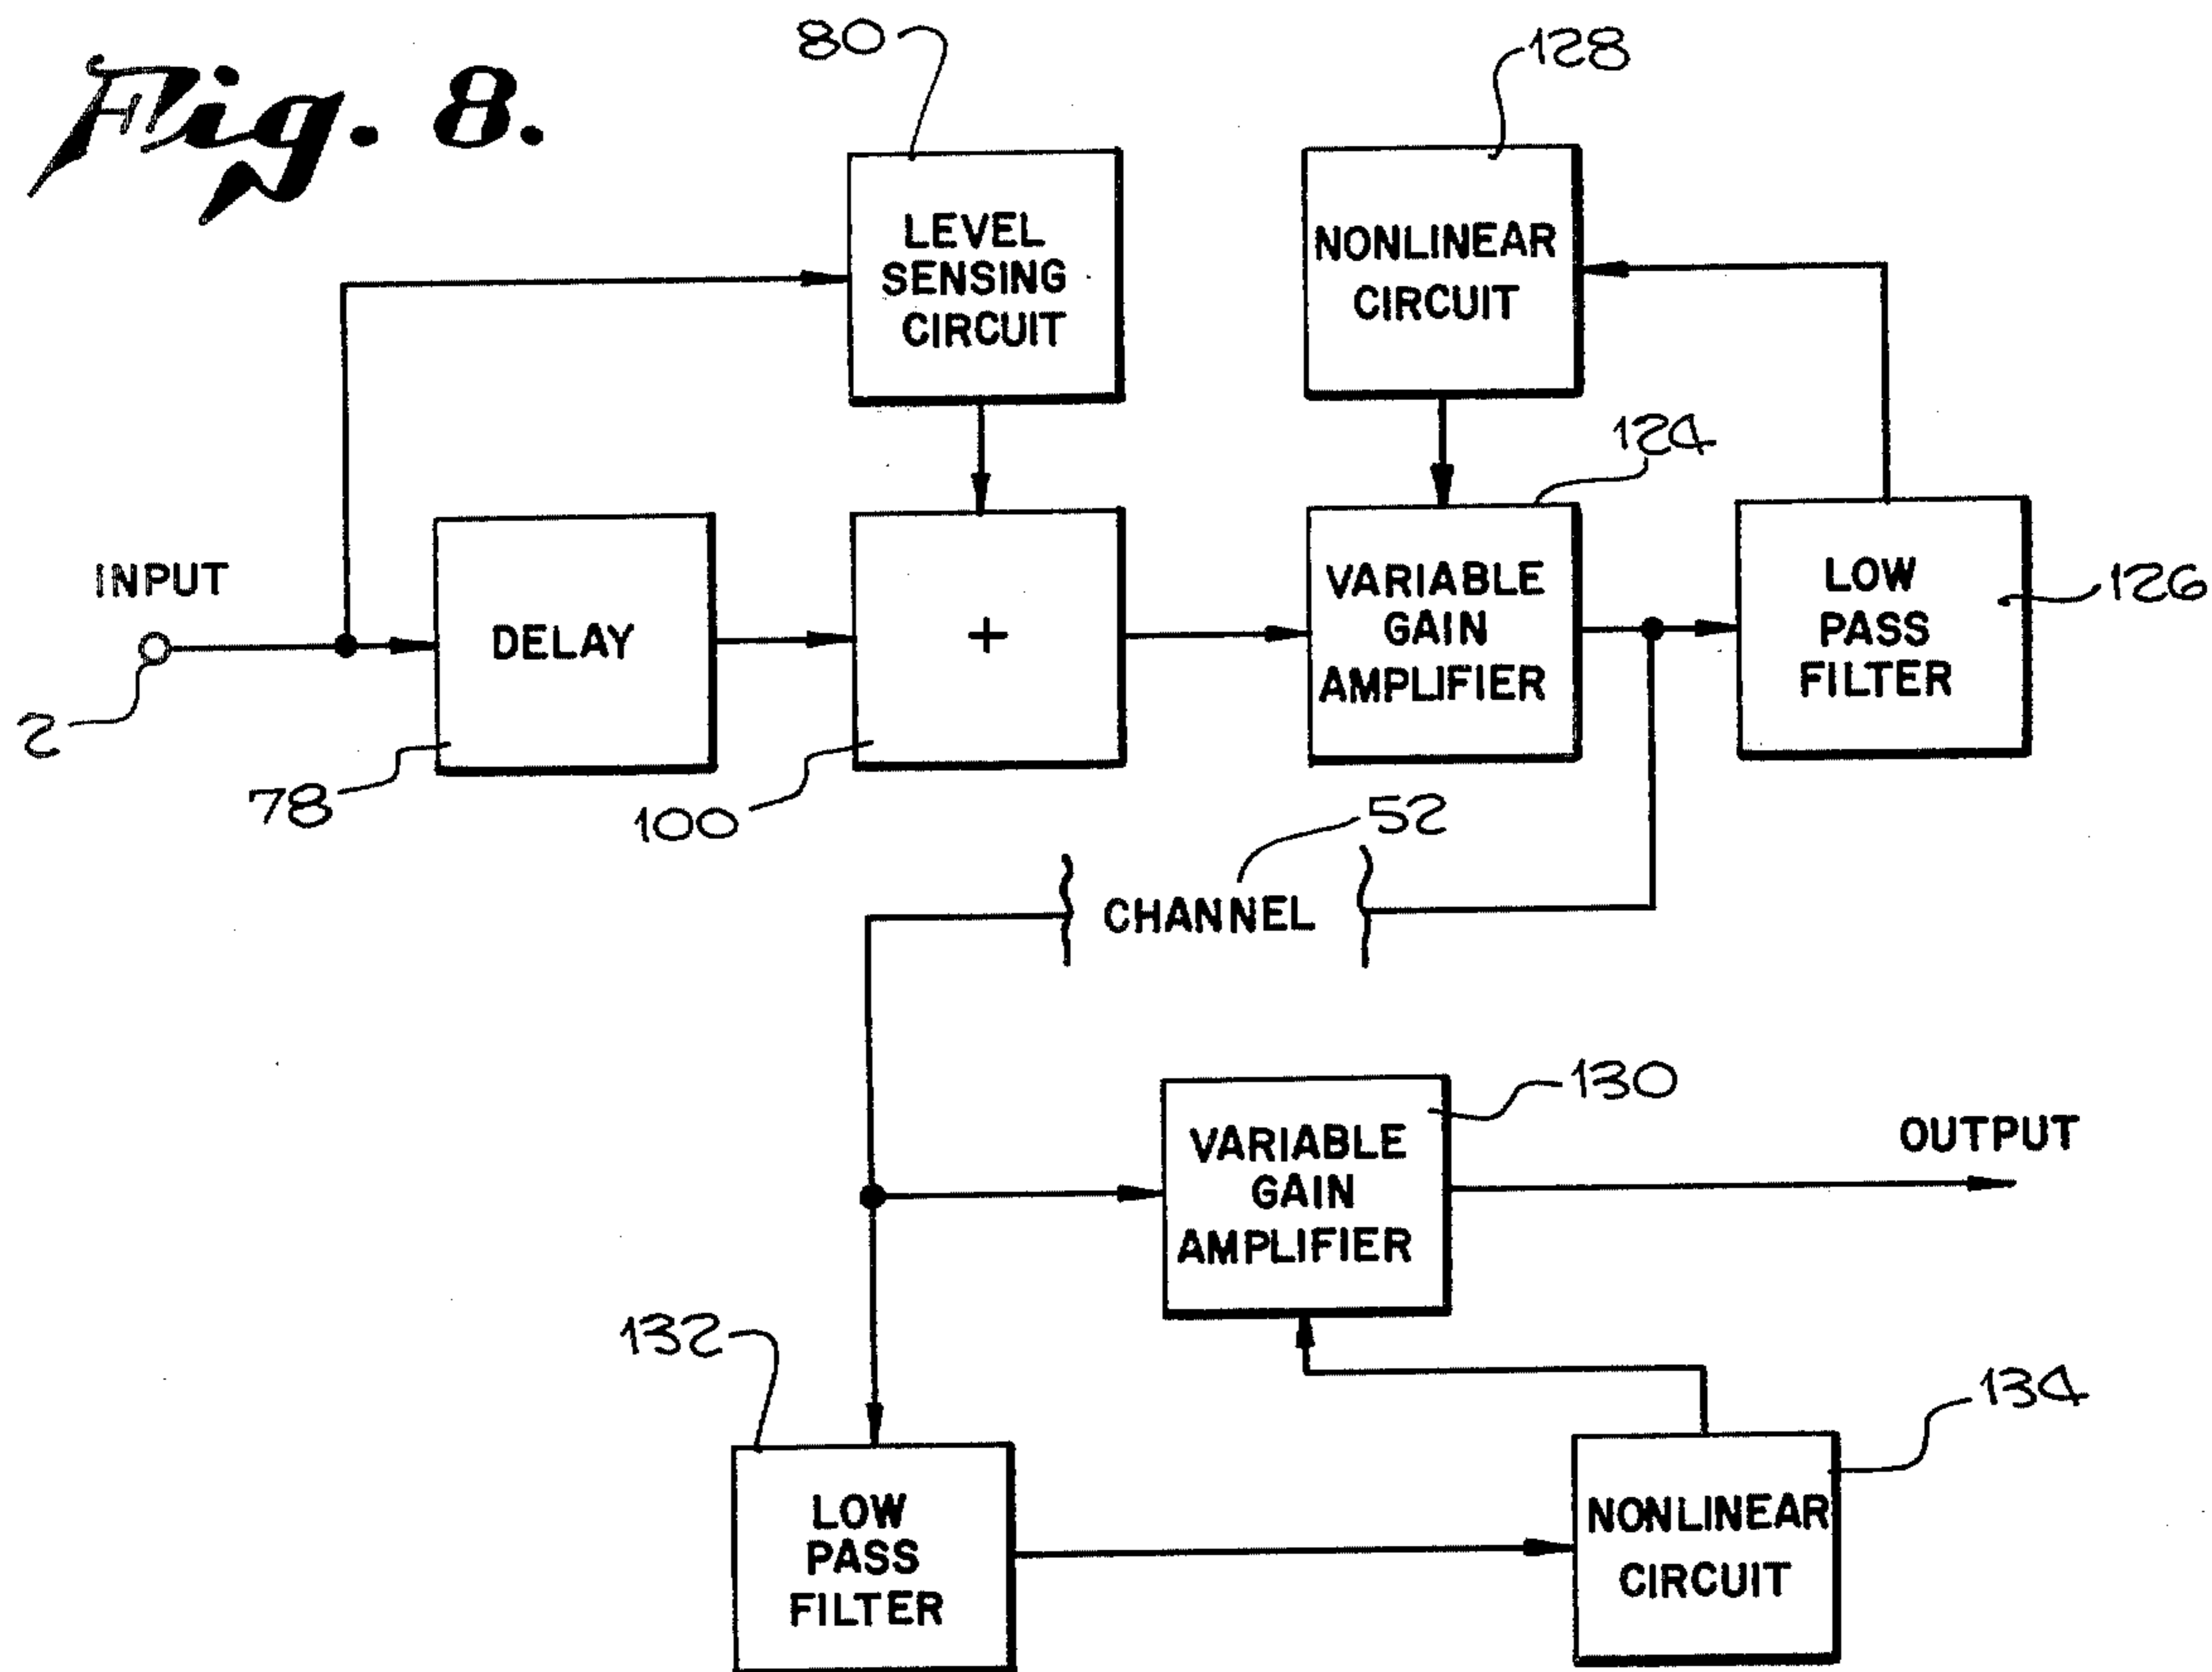 Fig. 8.
80
128
LEVEL
SENSING
CIRCUIT
NONLINEAR
CIRCUIT
124
INPUT
DELAY
+
VARIABLE
GAIN
AMPLIFIER
LOW
PASS
FILTER
126
2
78
100
52
CHANNEL
130
VARIABLE
GAIN
AMPLIFIER
OUTPUT
132
134
LOW
PASS
FILTER
NONLINEAR
CIRCUIT